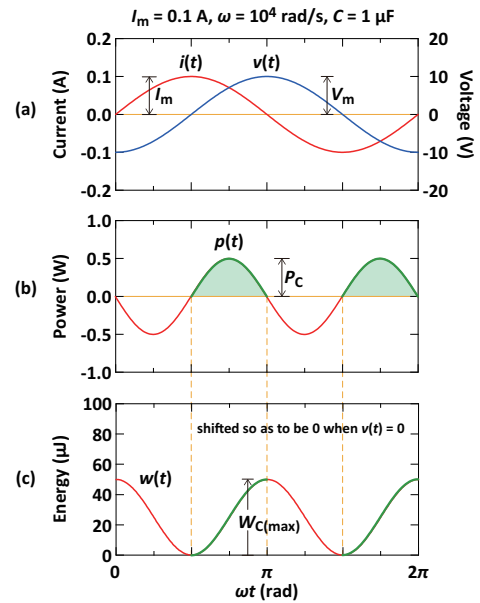 Iₘ = 0.1 A, ω = 10⁴ rad/s, C = 1 μF
(a)
Current (A)
0.2
0.1
0.0
-0.1
-0.2
i(t)
v(t)
Iₘ
Vₘ
20
10
0
-10
-20
Voltage (V)
(b)
Power (W)
1.0
0.5
0.0
-0.5
-1.0
p(t)
P_C
(c)
Energy (μJ)
100
80
60
40
20
0
shifted so as to be 0 when v(t) = 0
w(t)
W_C(max)
0
π
2π
ωt (rad)